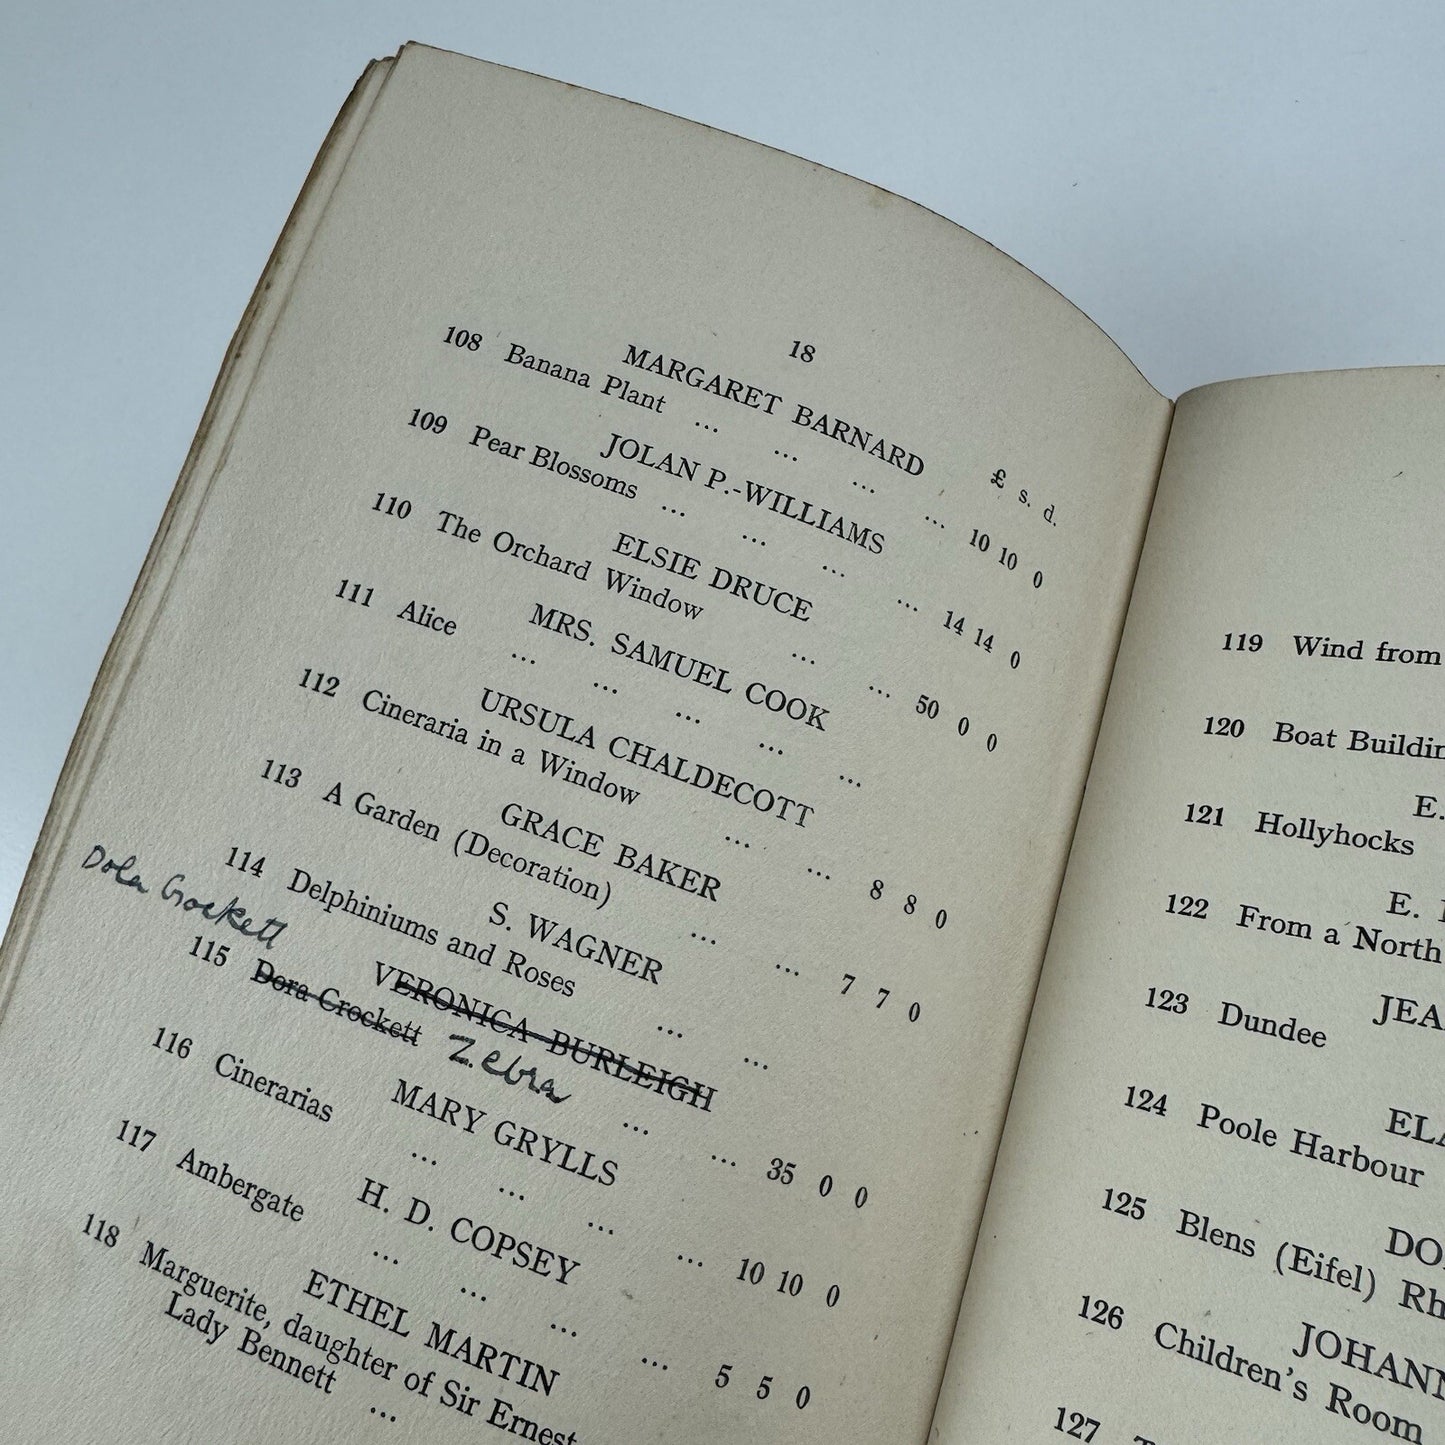 18
MARGARET BARNARD £ s. d.
108 Banana Plant ... ... ... ... 10 10 0
JOLAN P.-WILLIAMS
109 Pear Blossoms ... ... ... ... 14 14 0
ELSIE DRUCE
110 The Orchard Window ... ... 50 0 0
MRS. SAMUEL COOK
111 Alice ... ... ... ... ...
URSULA CHALDECOTT
112 Cineraria in a Window ... ... 8 8 0
GRACE BAKER
113 A Garden (Decoration) ... ... 7 7 0
S. WAGNER
114 Delphiniums and Roses ... ...
Dola Crockett
VERONICA BURLEIGH
115 Dora Crockett Zebra ... ... 35 0 0
MARY GRYLLS
116 Cinerarias ... ... ... ... 10 10 0
H. D. COPSEY
117 Ambergate ... ... ... ... 5 5 0
ETHEL MARTIN
118 Marguerite, daughter of Sir Ernest
Lady Bennett ...
119 Wind from
120 Boat Buildin
E.
121 Hollyhocks
E.
122 From a North
JEA
123 Dundee
ELA
124 Poole Harbour
DO
125 Blens (Eifel) Rh
JOHANN
126 Children's Room
127